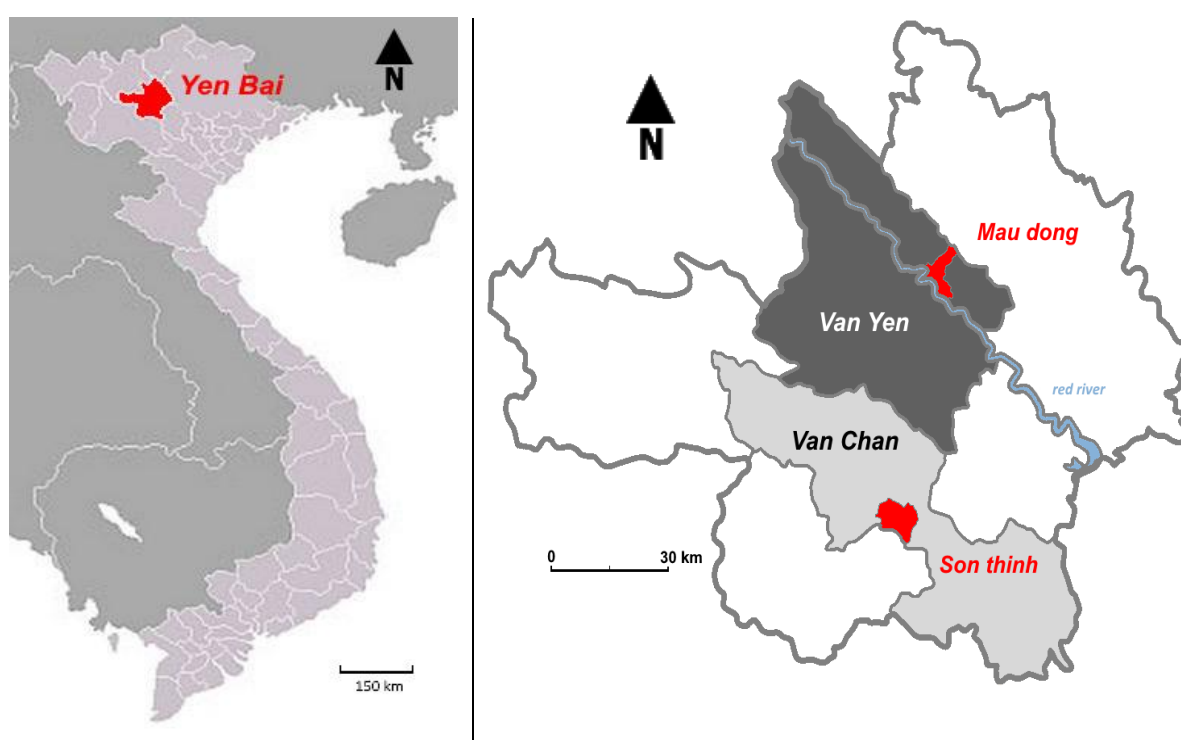 N
Yen Bai
150 km
N
Mau dong
Van Yen
red river
Van Chan
0 30 km
Son thinh